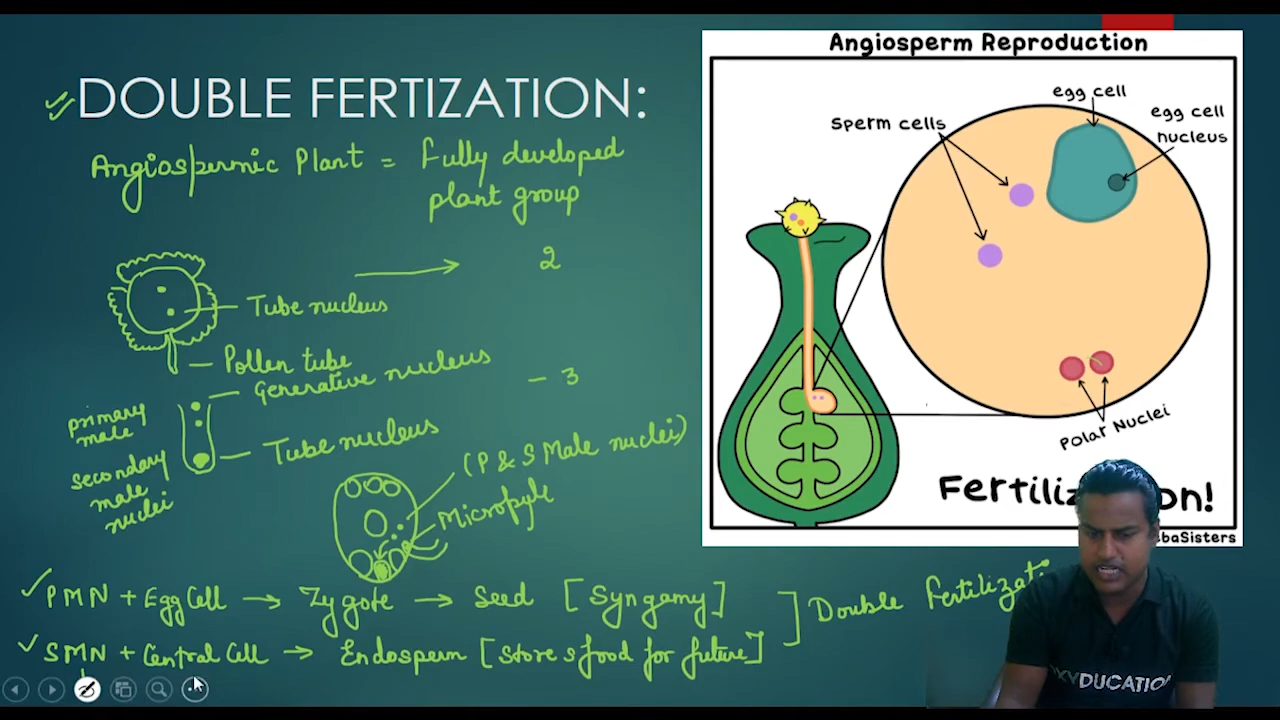 DOUBLE FERTIZATION:
Angiospermic Plant = Fully developed
plant group
2
Tube nucleus
Pollen tube
Generative nucleus
- 3
primary
male
Tube nucleus
secondary
male
nuclei
(P & S Male nuclei)
Micropyle
PMN + Egg Cell → Zygote → Seed [Syngamy]
SMN + Central Cell → Endosperm [Stores food for future]
] Double Fertilizati
Angiosperm Reproduction
egg cell
Sperm cells
egg cell
nucleus
Polar Nuclei
Fertiliz on!
baSisters
DUCATION